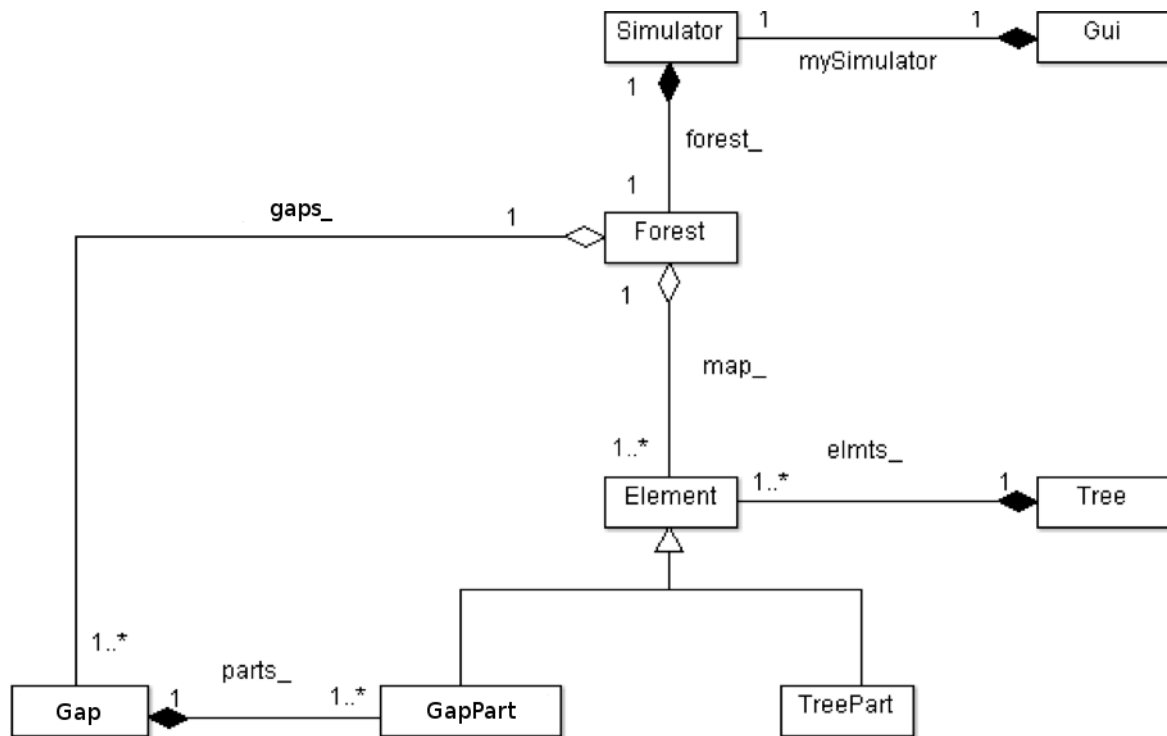 Simulator
1
1
Gui
mySimulator
1
forest_
1
gaps_
1
Forest
1
map_
1..*
elmts_
Element
1..*
1
Tree
1..*
parts_
Gap
1
1..*
GapPart
TreePart